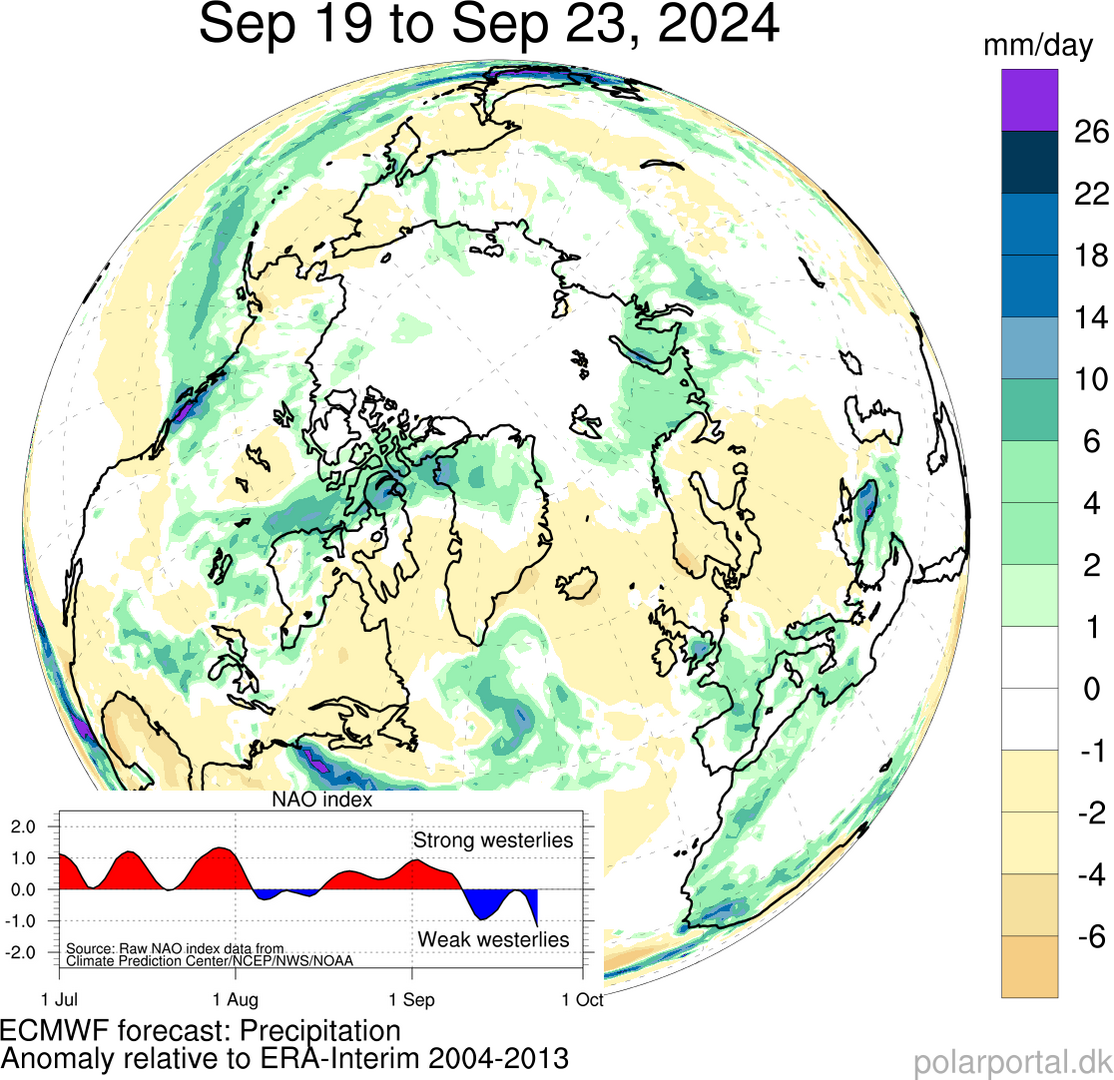 Sep 19 to Sep 23, 2024
mm/day
26
22
18
14
10
6
4
2
1
0
-1
-2
-4
-6
NAO index
2.0
1.0
0.0
-1.0
-2.0
Strong westerlies
Weak westerlies
Source: Raw NAO index data from
Climate Prediction Center/NCEP/NWS/NOAA
1 Jul
1 Aug
1 Sep
1 Oct
ECMWF forecast: Precipitation
Anomaly relative to ERA-Interim 2004-2013
polarportal.dk